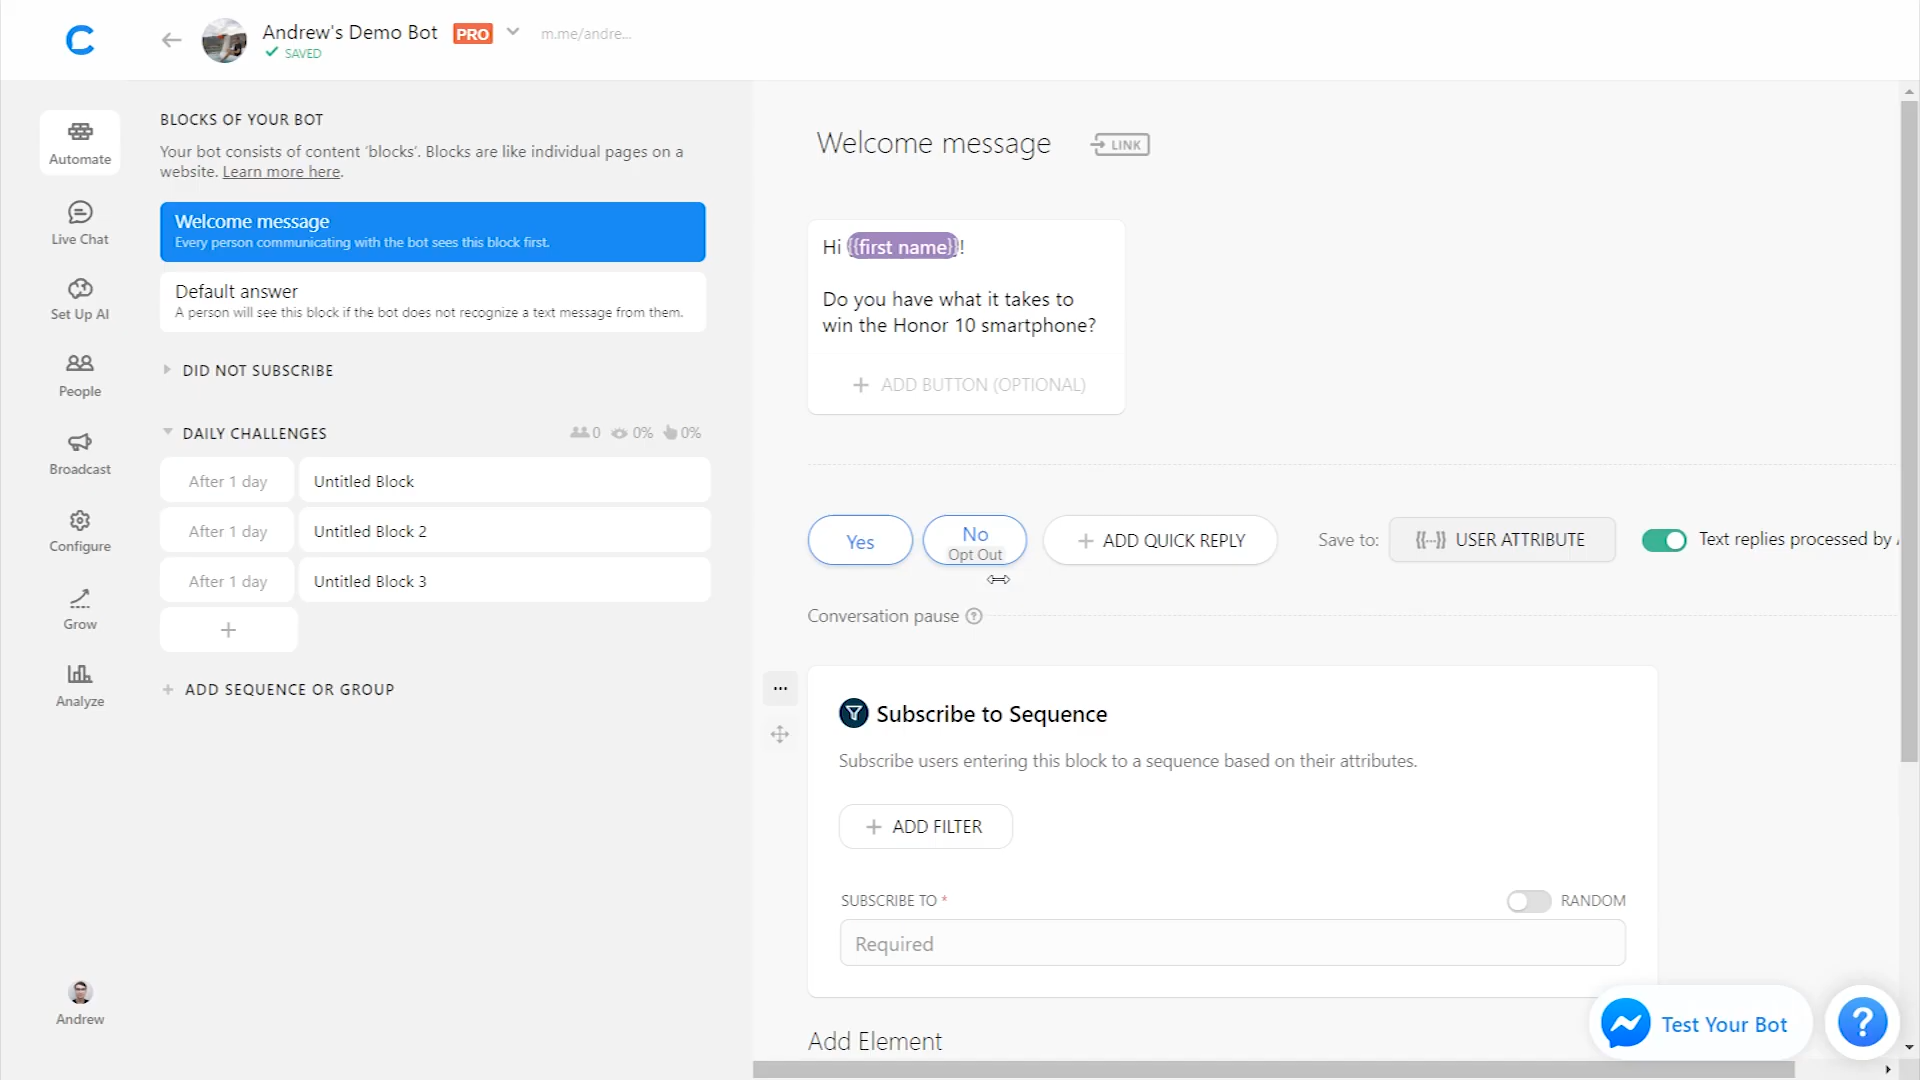 Andrew's Demo Bot PRO m.me/andre...
SAVED
Automate
Live Chat
Set Up AI
People
Broadcast
Configure
Grow
Analyze
Andrew
BLOCKS OF YOUR BOT
Your bot consists of content ‘blocks’. Blocks are like individual pages on a
website. Learn more here.
Welcome message
Every person communicating with the bot sees this block first.
Default answer
A person will see this block if the bot does not recognize a text message from them.
DID NOT SUBSCRIBE
DAILY CHALLENGES 0 0% 0%
After 1 day Untitled Block
After 1 day Untitled Block 2
After 1 day Untitled Block 3
+
+ ADD SEQUENCE OR GROUP
Welcome message LINK
Hi {{first name}}!
Do you have what it takes to
win the Honor 10 smartphone?
+ ADD BUTTON (OPTIONAL)
Yes
No
Opt Out
+ ADD QUICK REPLY
Save to: {{...}} USER ATTRIBUTE
Text replies processed by
Conversation pause ?
...
Subscribe to Sequence
Subscribe users entering this block to a sequence based on their attributes.
+ ADD FILTER
SUBSCRIBE TO * RANDOM
Required
Add Element
Test Your Bot ?